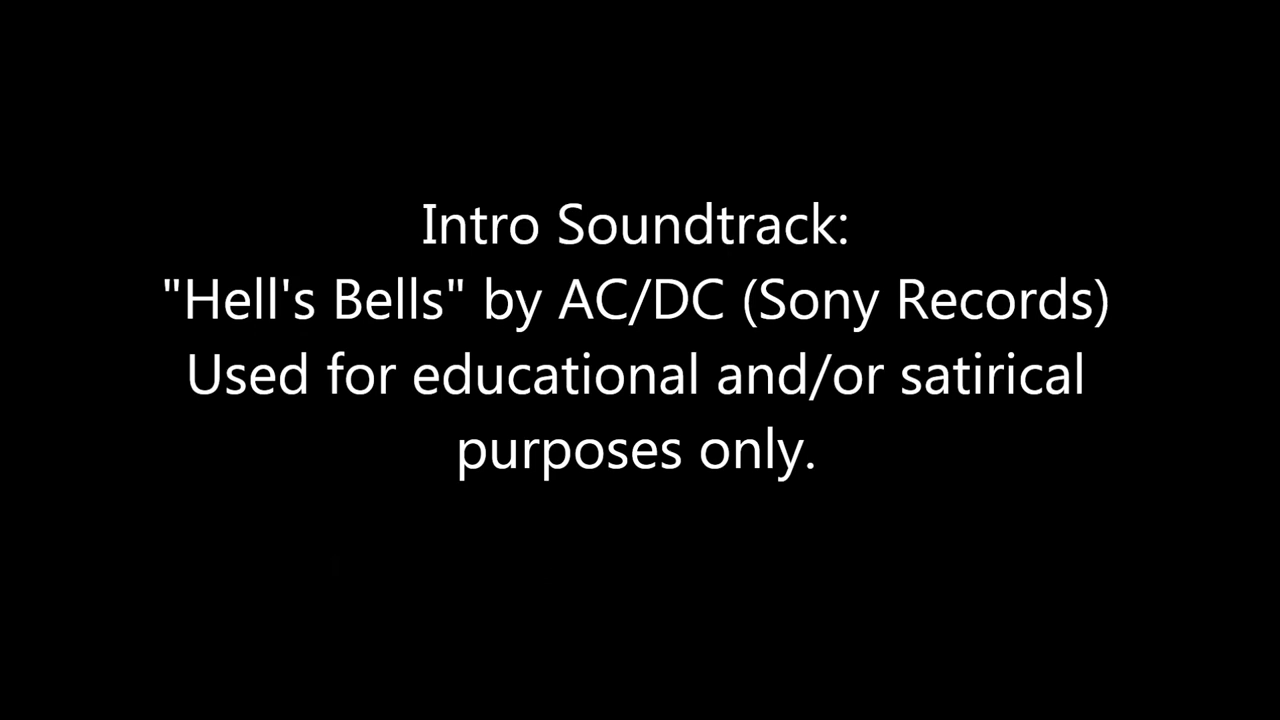 Intro Soundtrack:
"Hell's Bells" by AC/DC (Sony Records)
Used for educational and/or satirical
purposes only.